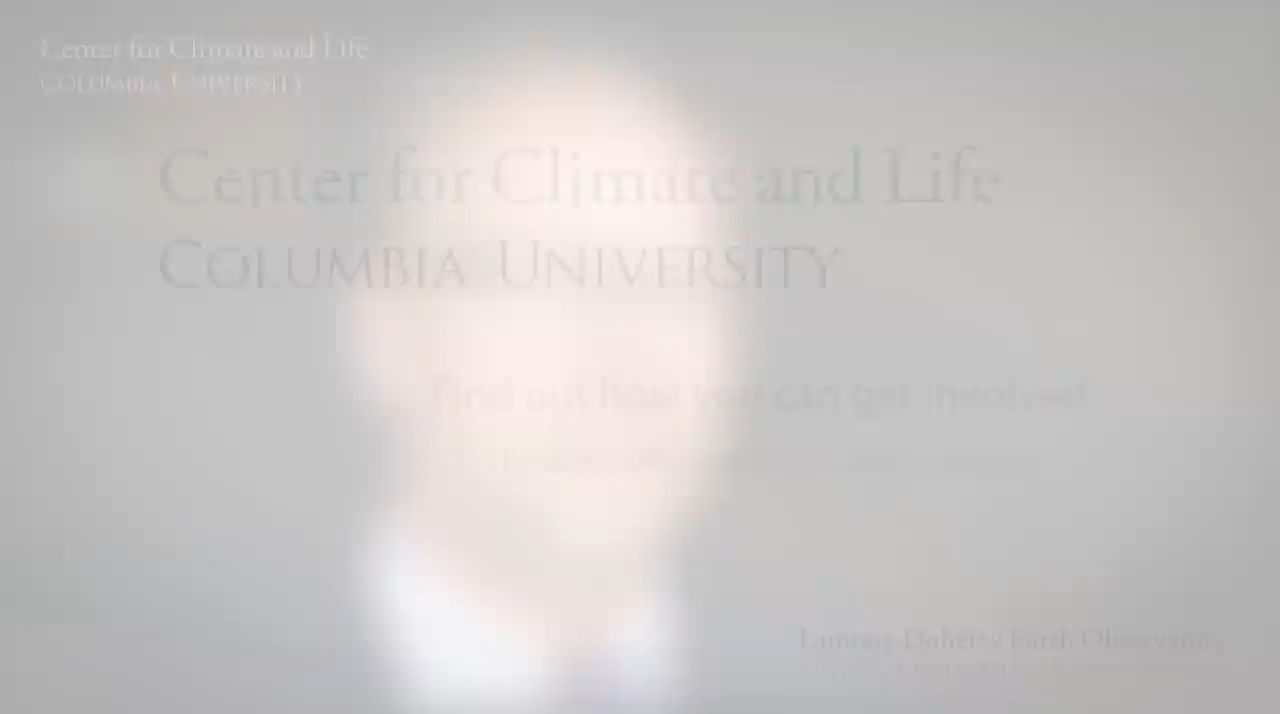 Center for Climate and Life
COLUMBIA UNIVERSITY
Center for Climate and Life
COLUMBIA UNIVERSITY
Find out how you can get involved
Lamont-Doherty Earth Observatory